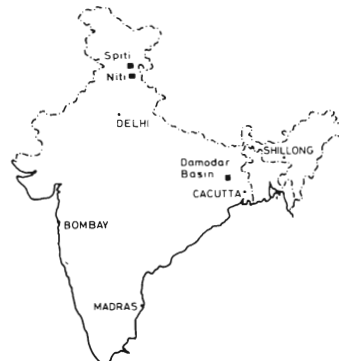 Spiti
Niti
DELHI
SHILLONG
Damodar
Basin
CACUTTA
BOMBAY
MADRAS